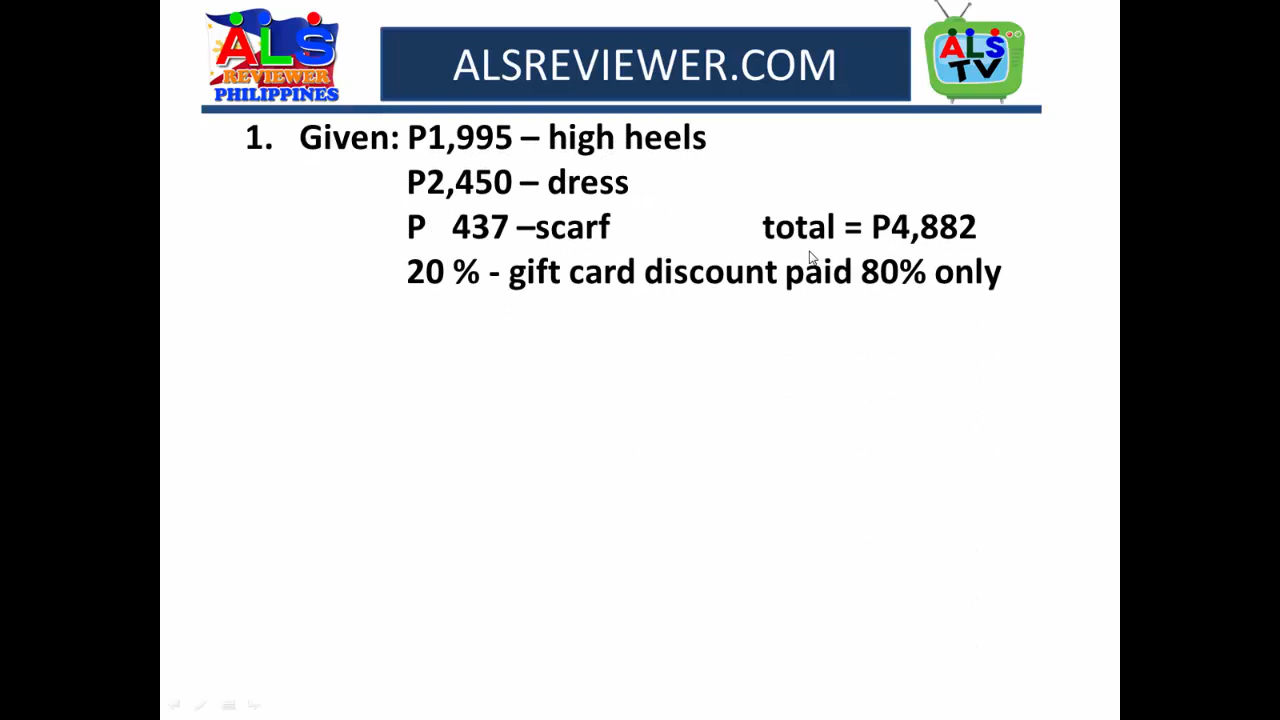 ALS
REVIEWER
PHILIPPINES
ALSREVIEWER.COM
ALS
TV
1. Given: P1,995 – high heels
P2,450 – dress
P 437 –scarf total = P4,882
20 % - gift card discount paid 80% only